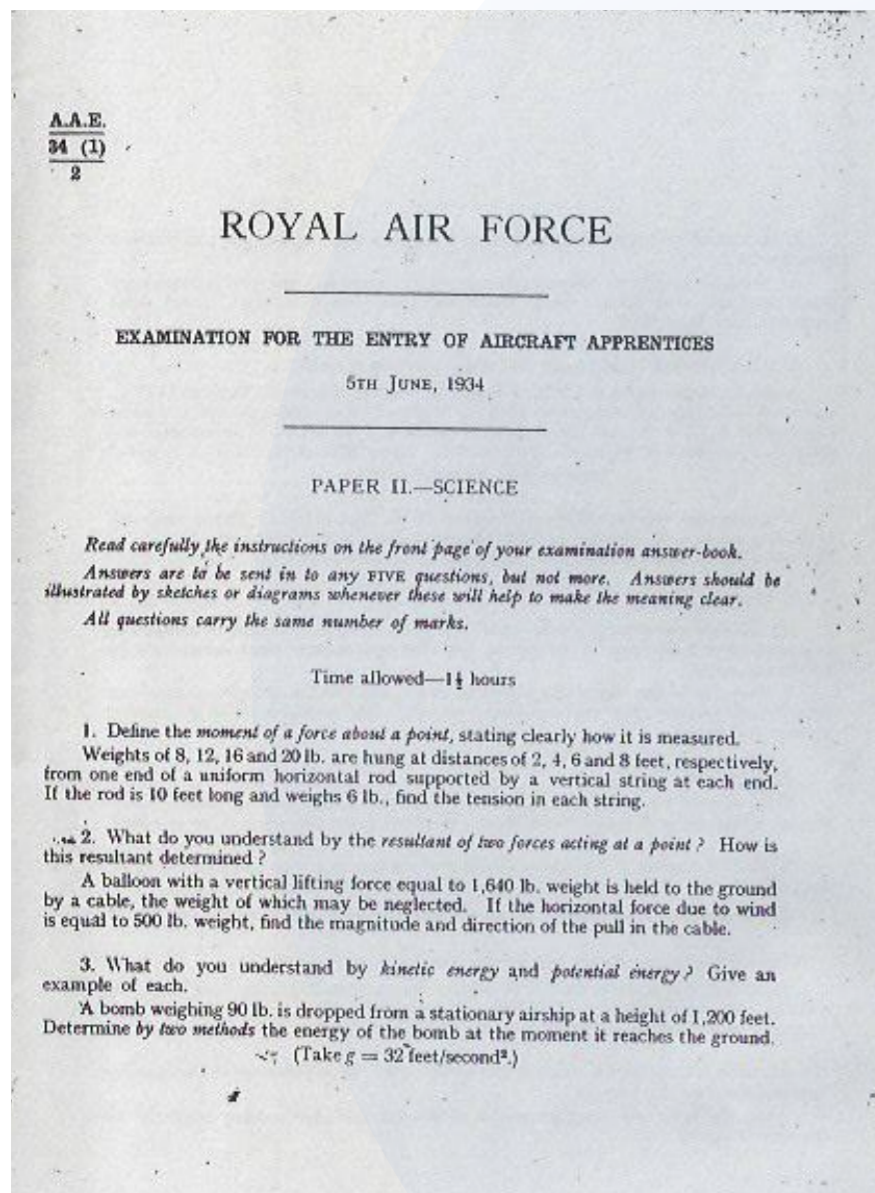 A.A.E.
34 (1)
2
ROYAL AIR FORCE
EXAMINATION FOR THE ENTRY OF AIRCRAFT APPRENTICES
5TH JUNE, 1934
PAPER II.—SCIENCE
Read carefully the instructions on the front page of your examination answer-book.
Answers are to be sent in to any FIVE questions, but not more. Answers should be
illustrated by sketches or diagrams whenever these will help to make the meaning clear.
All questions carry the same number of marks.
Time allowed—1½ hours
1. Define the moment of a force about a point, stating clearly how it is measured.
Weights of 8, 12, 16 and 20 lb. are hung at distances of 2, 4, 6 and 8 feet, respectively,
from one end of a uniform horizontal rod supported by a vertical string at each end.
If the rod is 10 feet long and weighs 6 lb., find the tension in each string.
2. What do you understand by the resultant of two forces acting at a point? How is
this resultant determined?
A balloon with a vertical lifting force equal to 1,640 lb. weight is held to the ground
by a cable, the weight of which may be neglected. If the horizontal force due to wind
is equal to 500 lb. weight, find the magnitude and direction of the pull in the cable.
3. What do you understand by kinetic energy and potential energy? Give an
example of each.
A bomb weighing 90 lb. is dropped from a stationary airship at a height of 1,200 feet.
Determine by two methods the energy of the bomb at the moment it reaches the ground.
(Take g = 32 feet/second².)